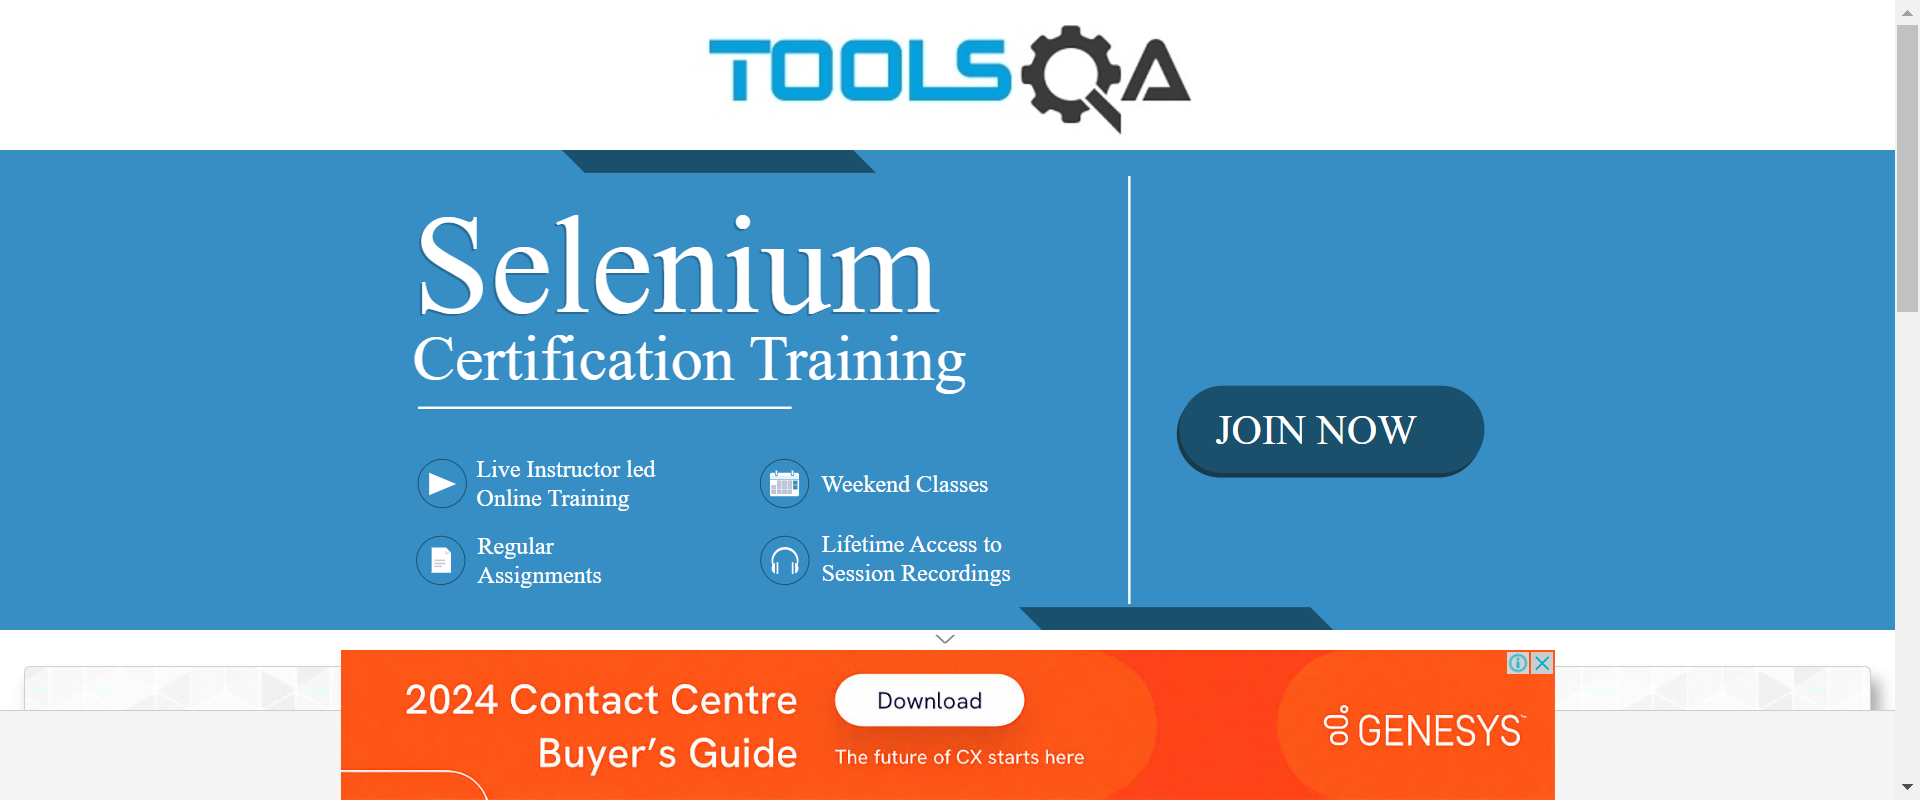 TOOLSQA
Selenium
Certification Training
JOIN NOW
Live Instructor led
Online Training
Weekend Classes
Regular
Assignments
Lifetime Access to
Session Recordings
2024 Contact Centre
Buyer's Guide
Download
The future of CX starts here
GENESYS™